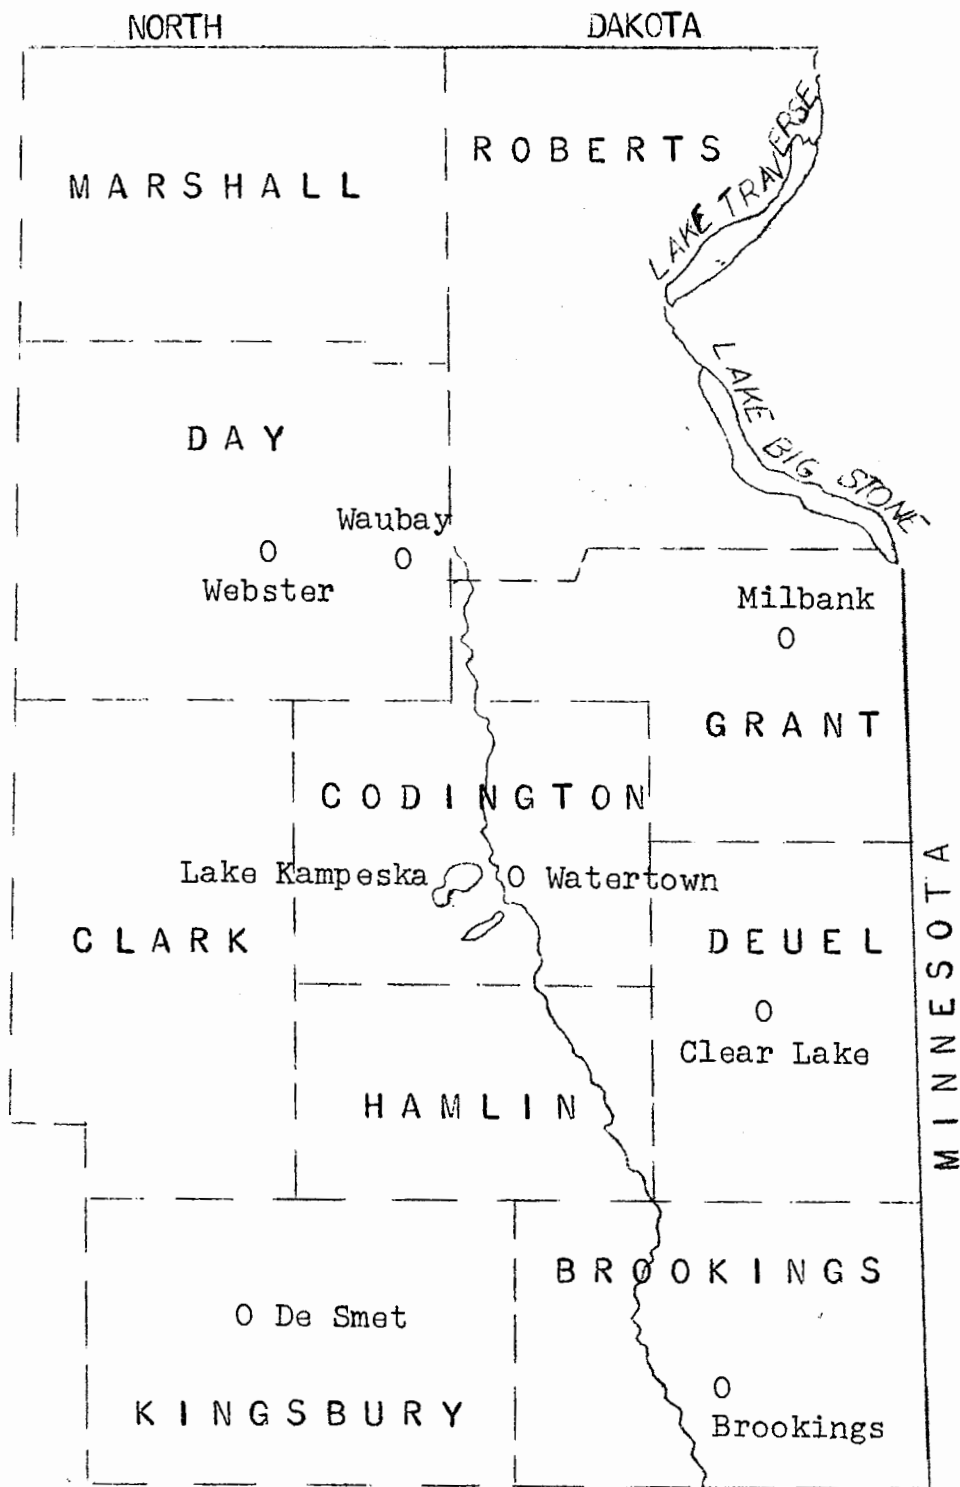 NORTH DAKOTA
ROBERTS
MARSHALL
LAKE TRAVERSE
LAKE BIG STONE
DAY
Waubay
Webster
Milbank
GRANT
CODINGTON
Lake Kampeska
Watertown
CLARK
DEUEL
MINNESOTA
Clear Lake
HAMLIN
BROOKINGS
De Smet
KINGSBURY
Brookings